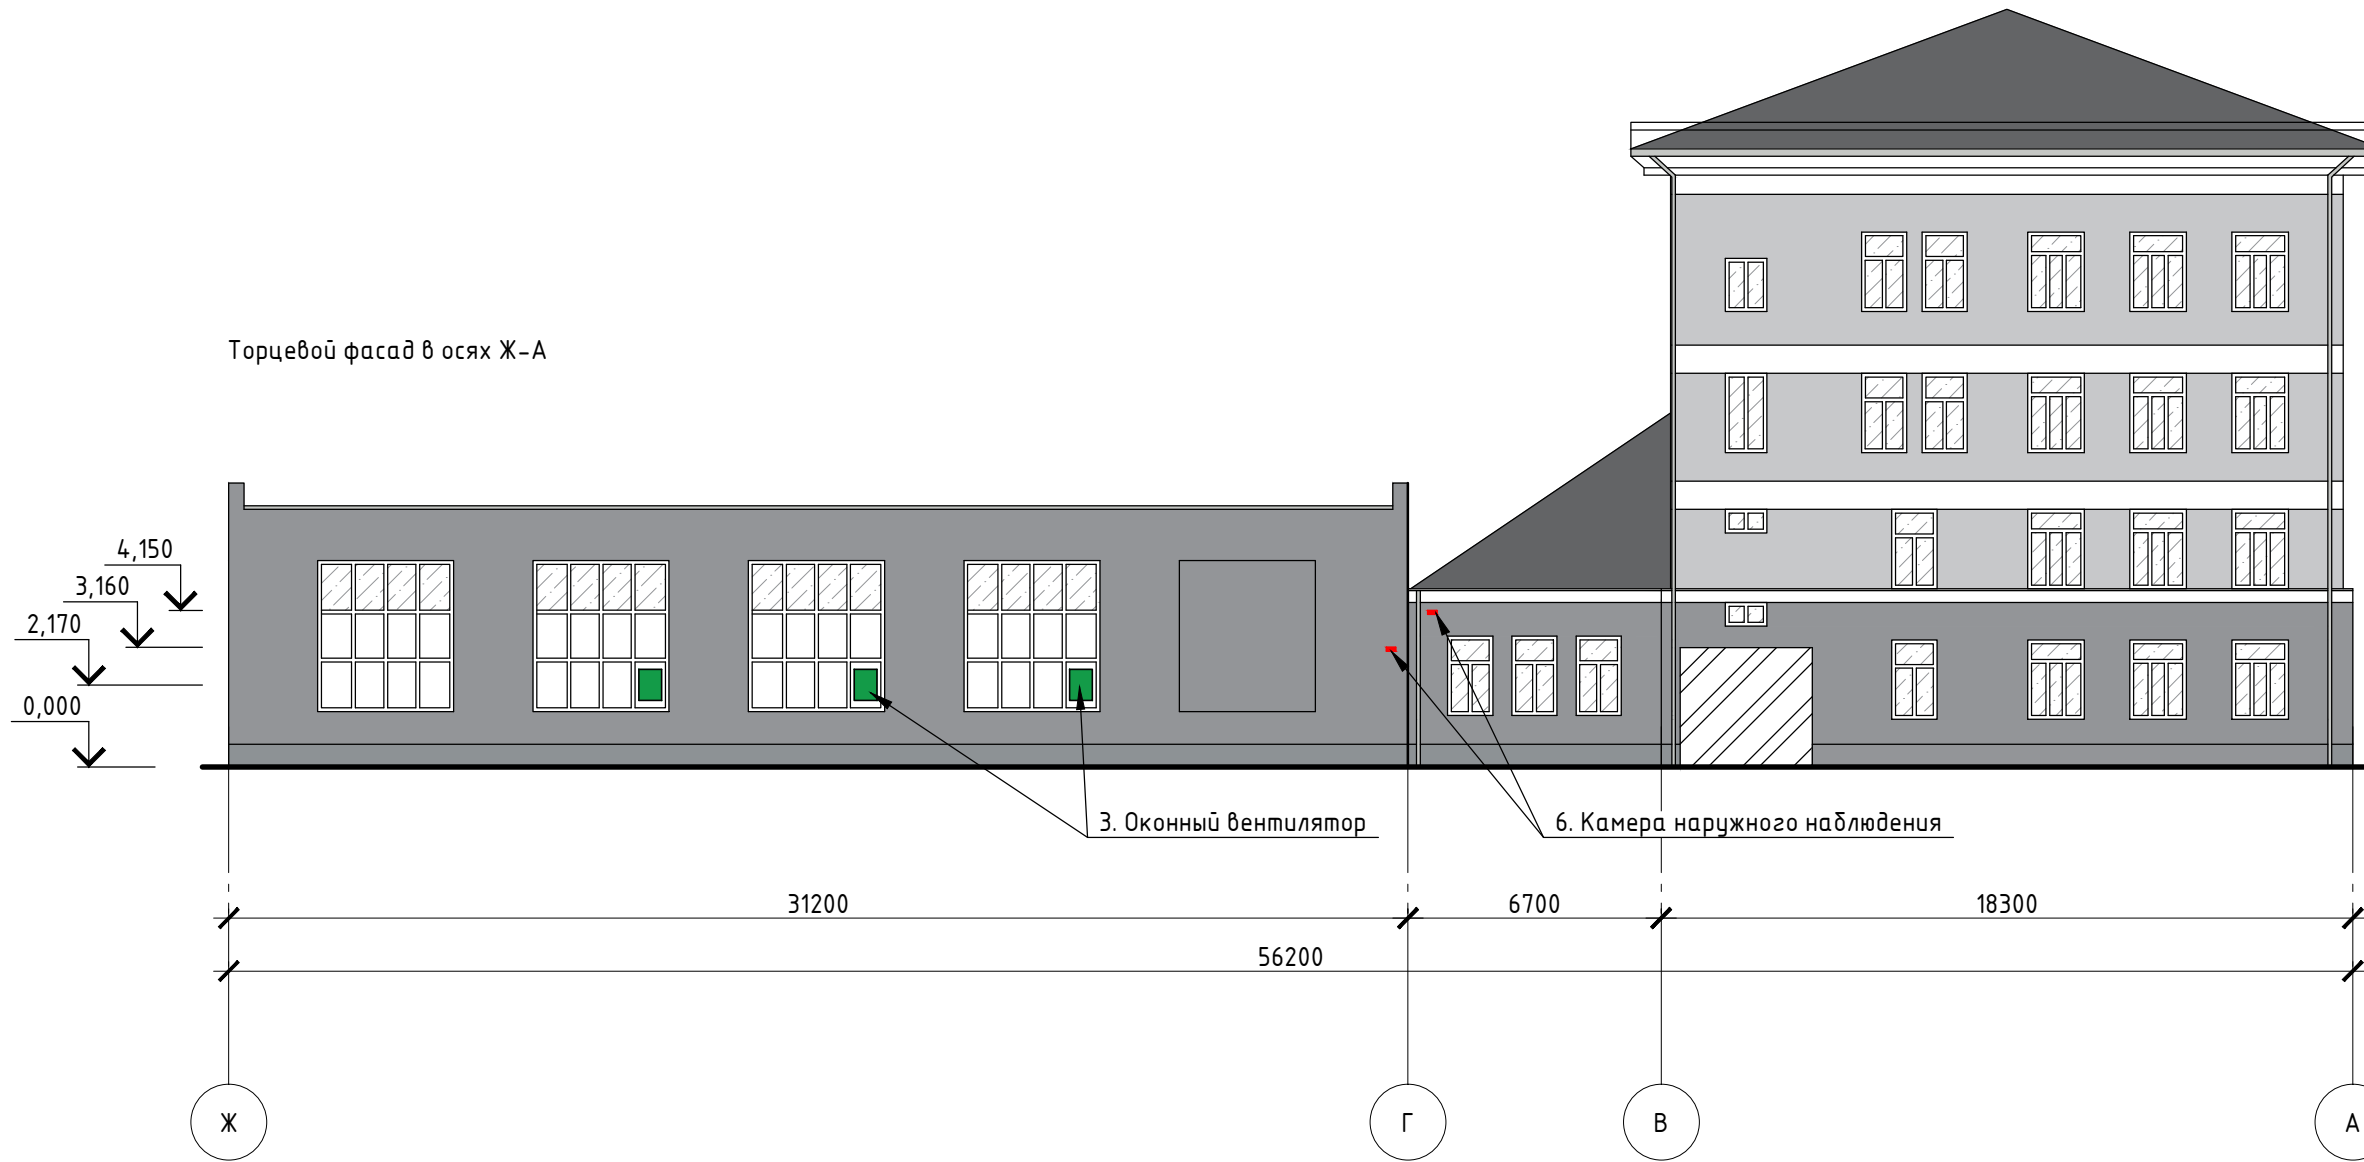 Торцевой фасад в осях Ж-А
4,150
3,160
2,170
0,000
3. Оконный вентилятор
6. Камера наружного наблюдения
31200
6700
18300
56200
Ж
Г
В
А